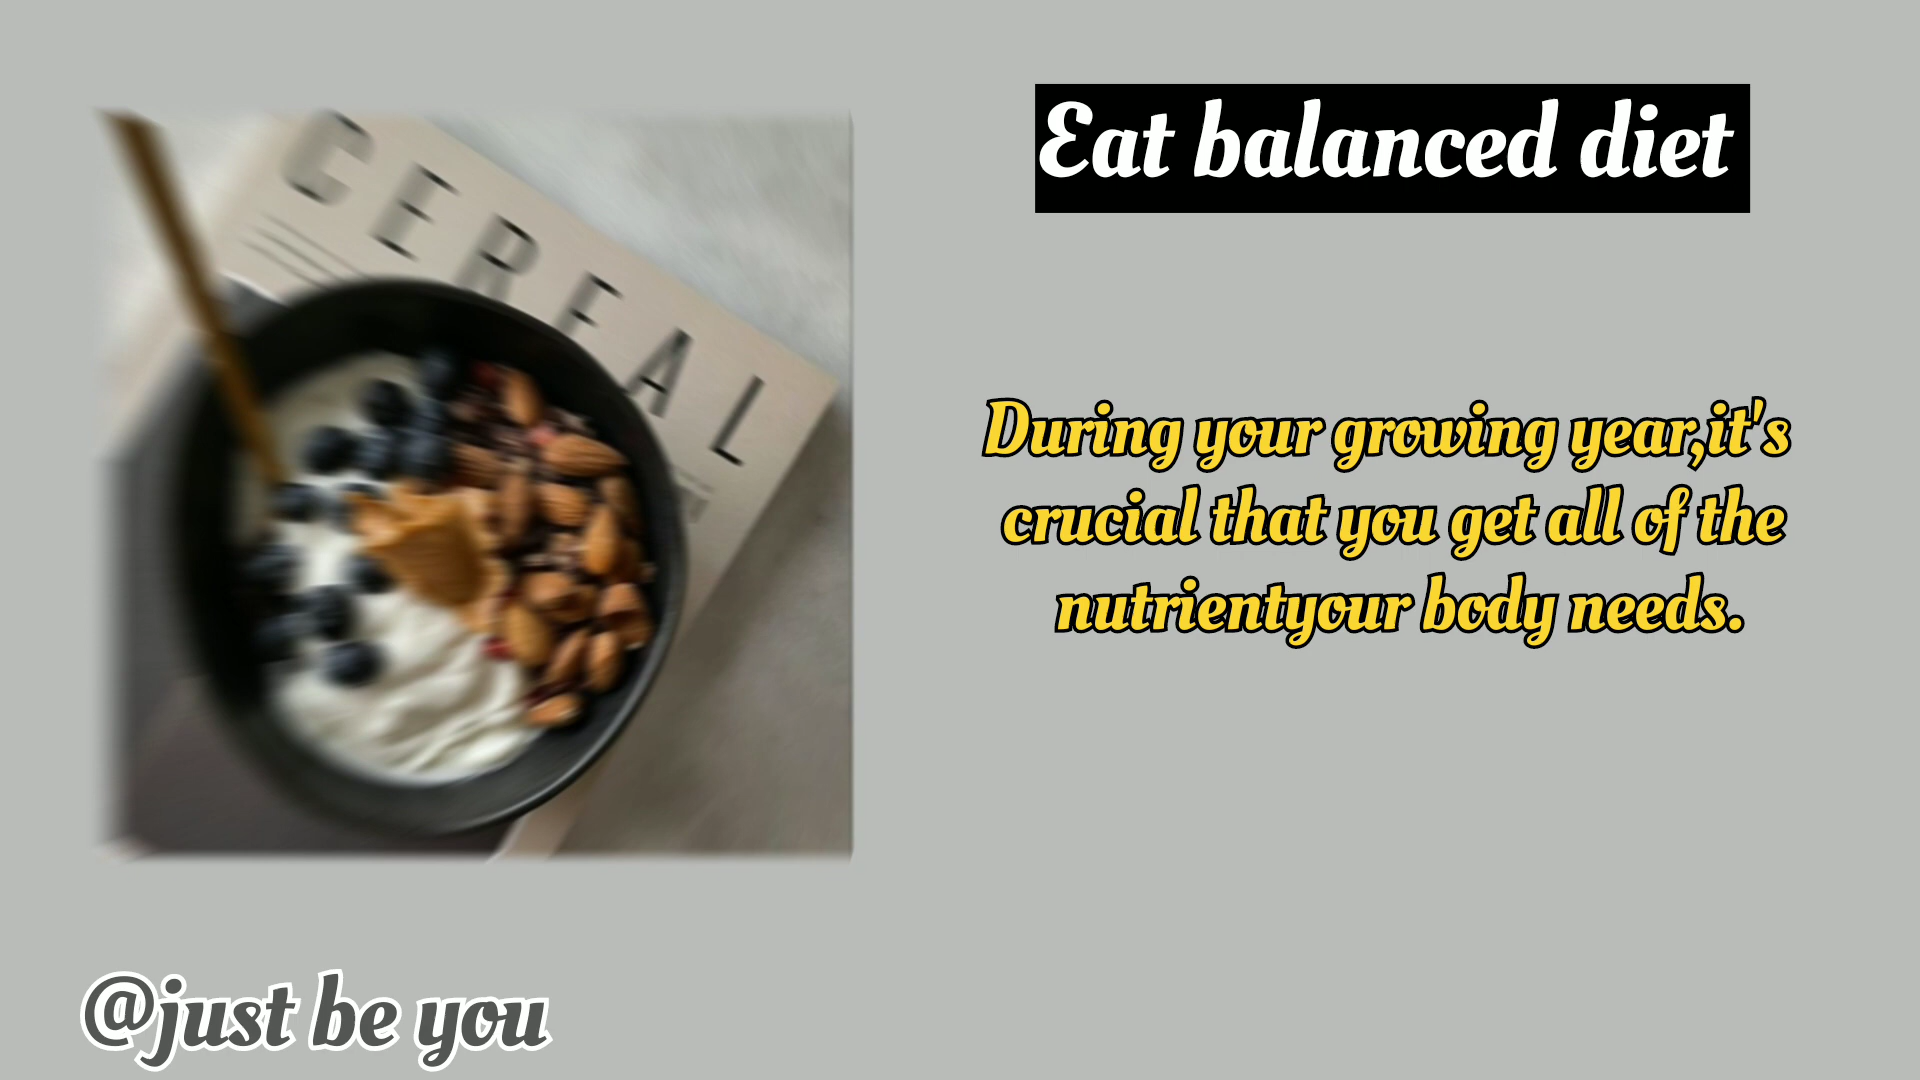 CEREAL
Eat balanced diet
During your growing year,it's
crucial that you get all of the
nutrientyour body needs.
@just be you